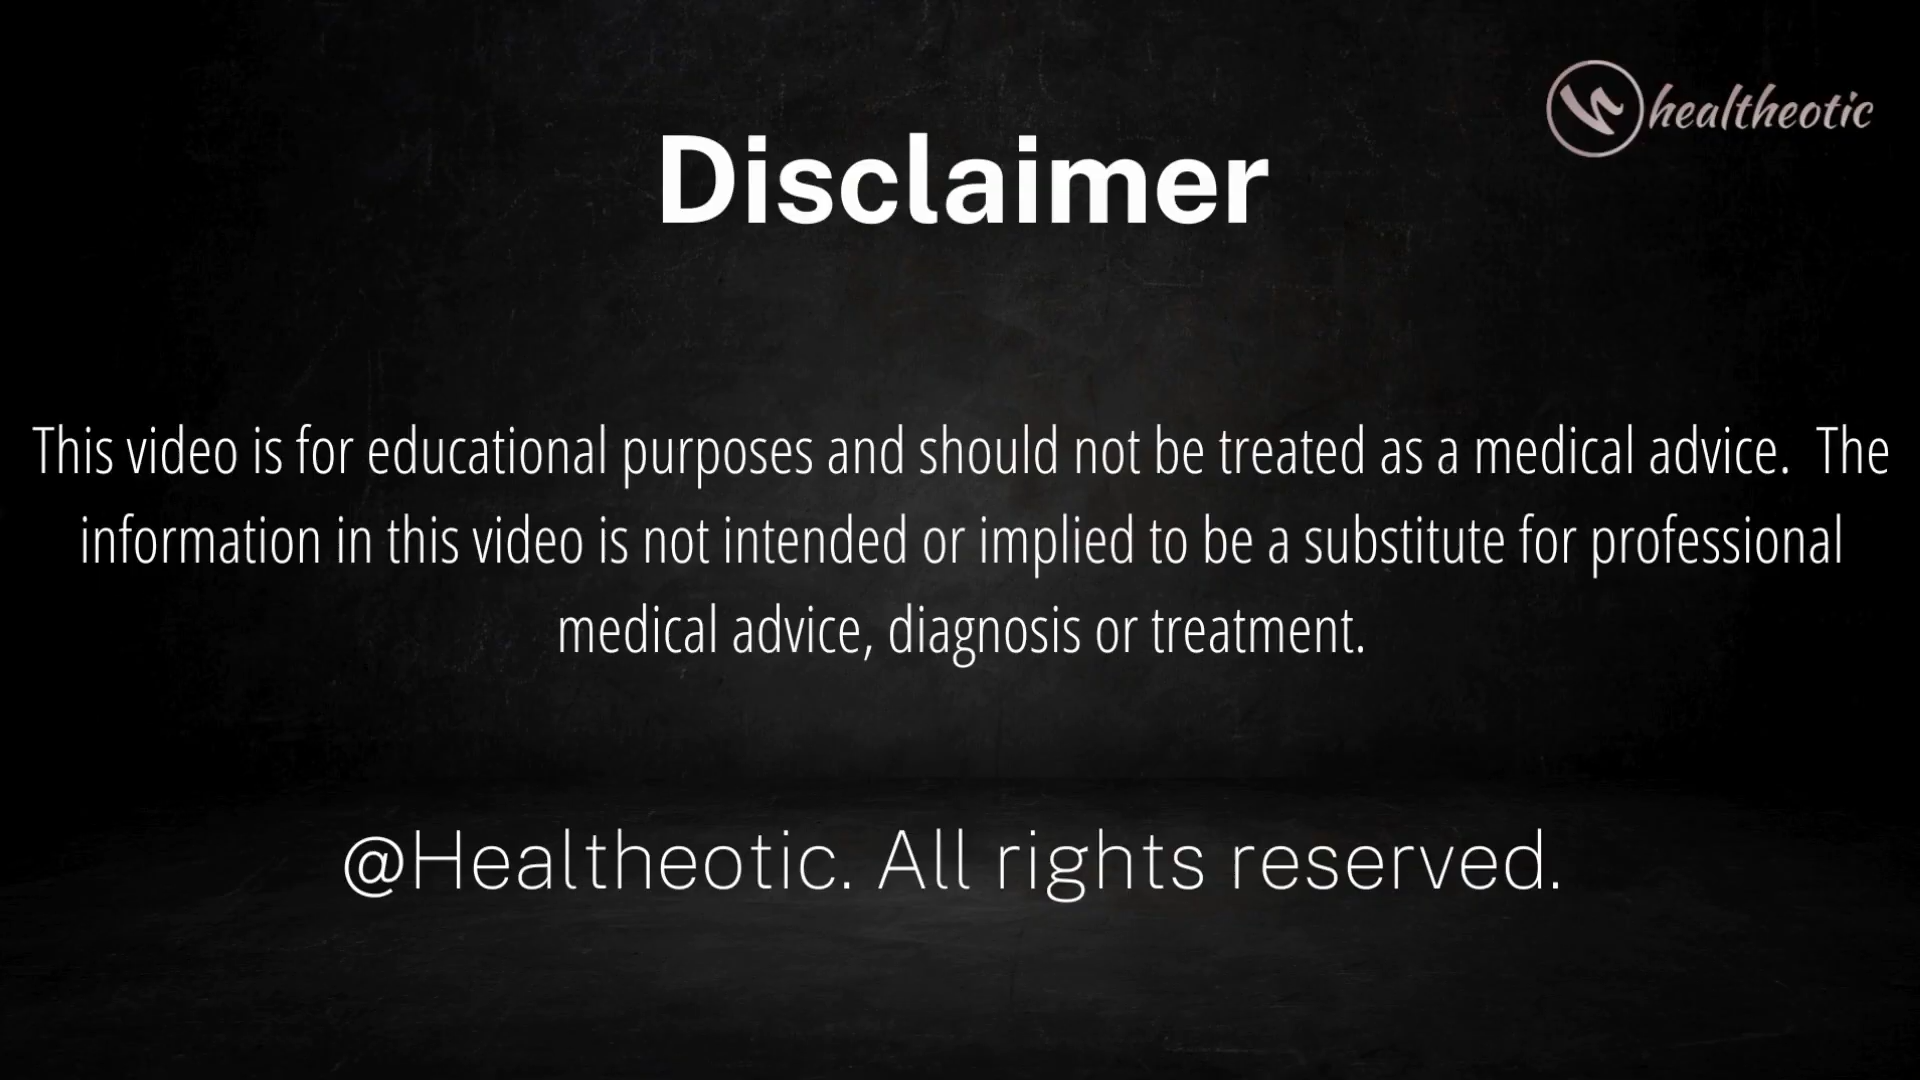 healtheotic
Disclaimer
This video is for educational purposes and should not be treated as a medical advice.  The
information in this video is not intended or implied to be a substitute for professional
medical advice, diagnosis or treatment.
@Healtheotic. All rights reserved.